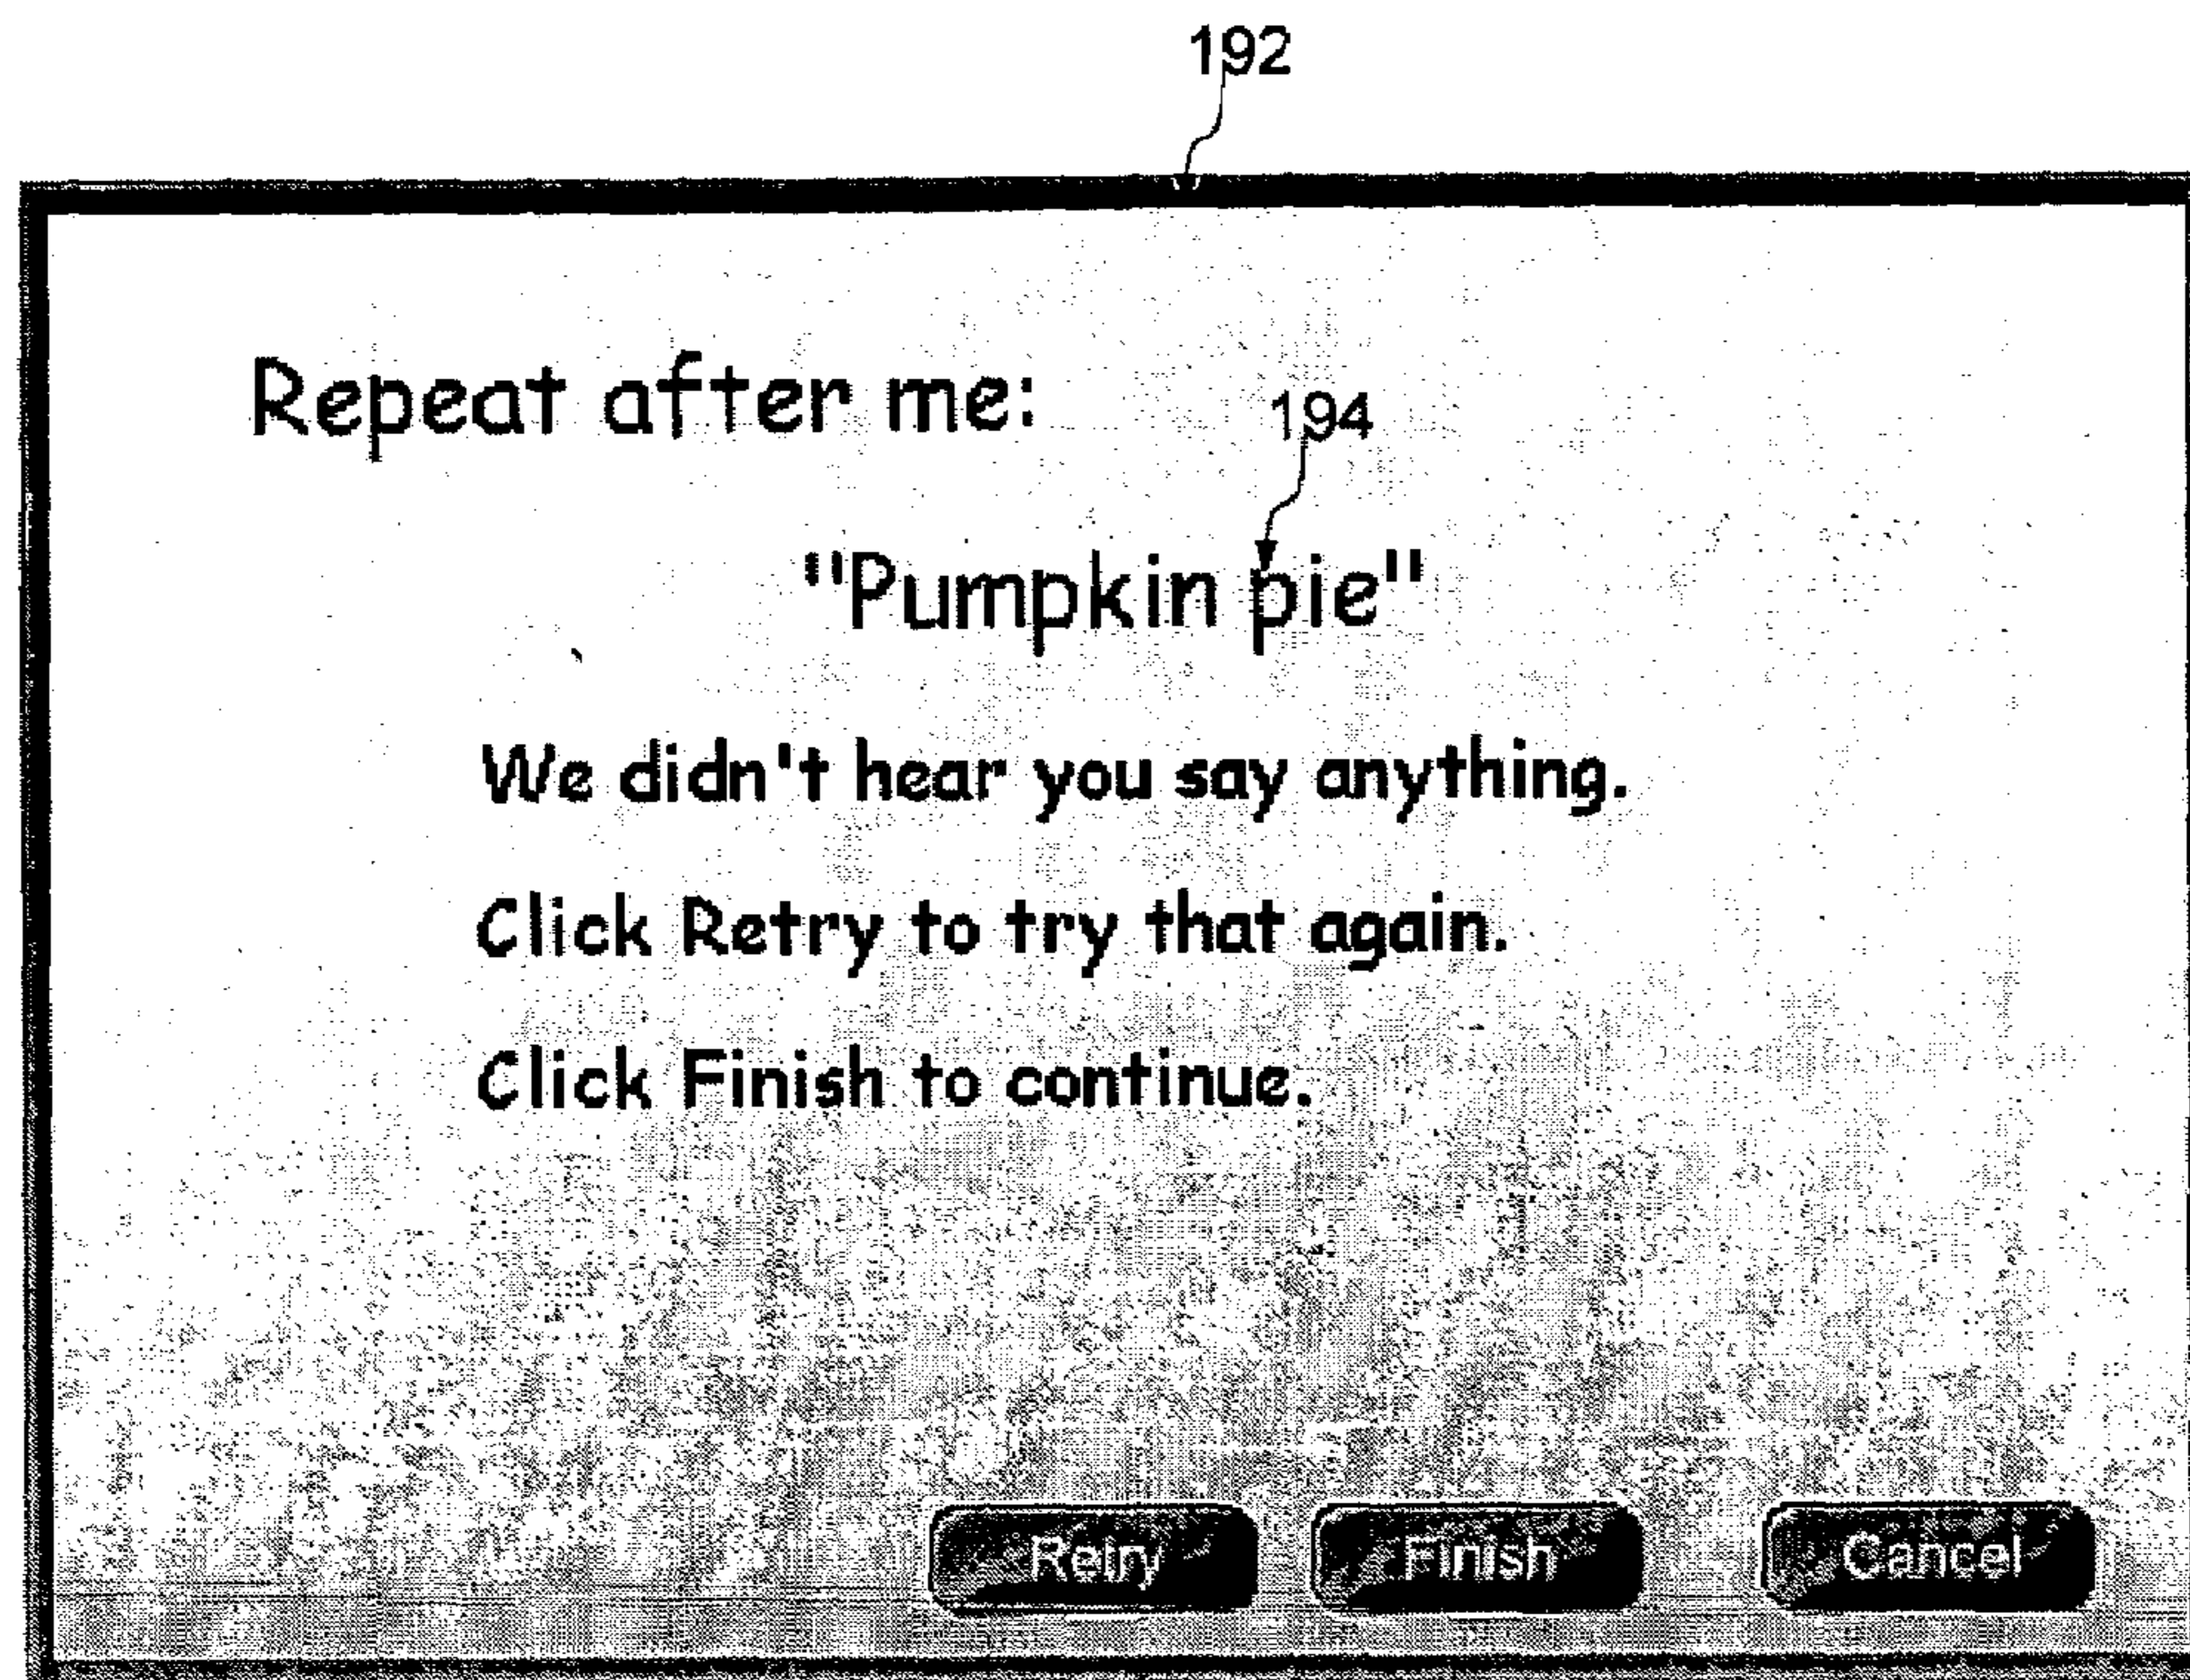 192
Repeat after me:
194
"Pumpkin pie"
We didn't hear you say anything.
Click Retry to try that again.
Click Finish to continue.
Retry Finish Cancel